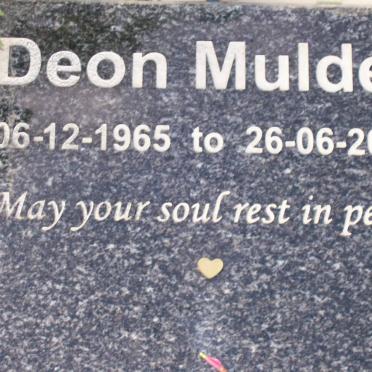 Deon Mulde
06-12-1965 to 26-06-20
May your soul rest in pe